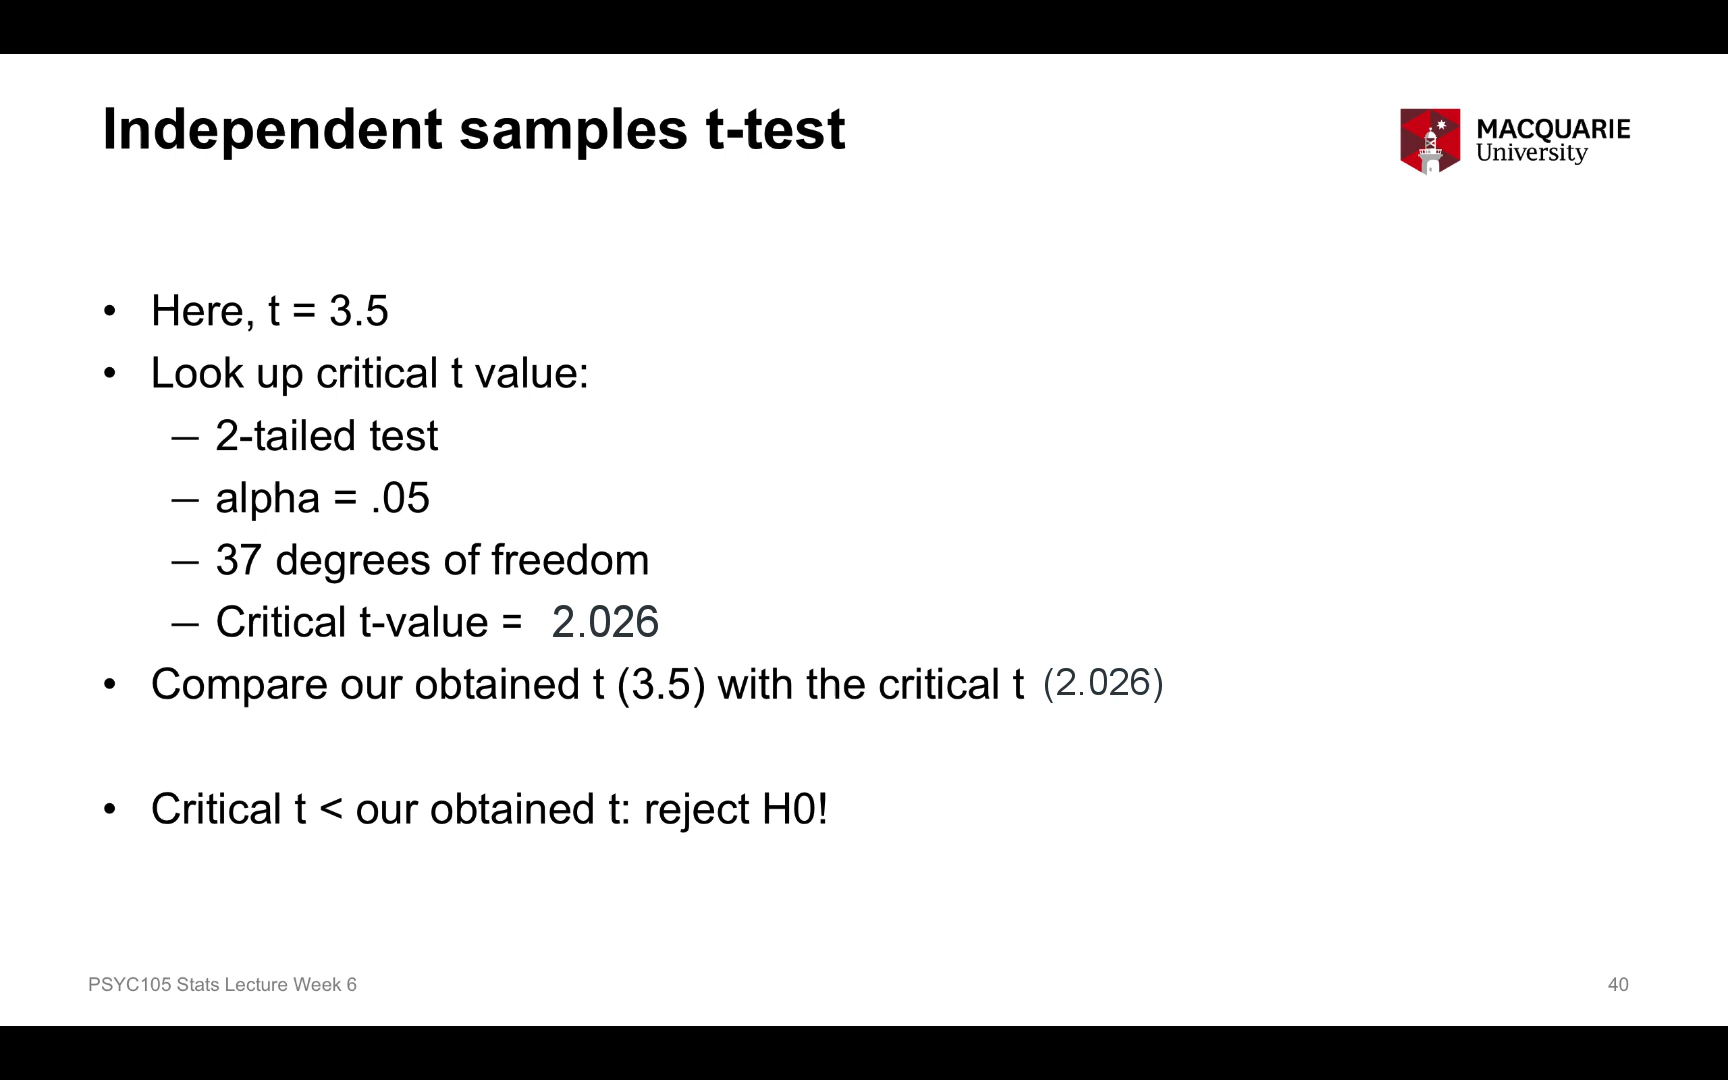 Independent samples t-test
MACQUARIE
University
• Here, t = 3.5
• Look up critical t value:
– 2-tailed test
– alpha = .05
– 37 degrees of freedom
– Critical t-value = 2.026
• Compare our obtained t (3.5) with the critical t (2.026)
• Critical t < our obtained t: reject H0!
PSYC105 Stats Lecture Week 6
40